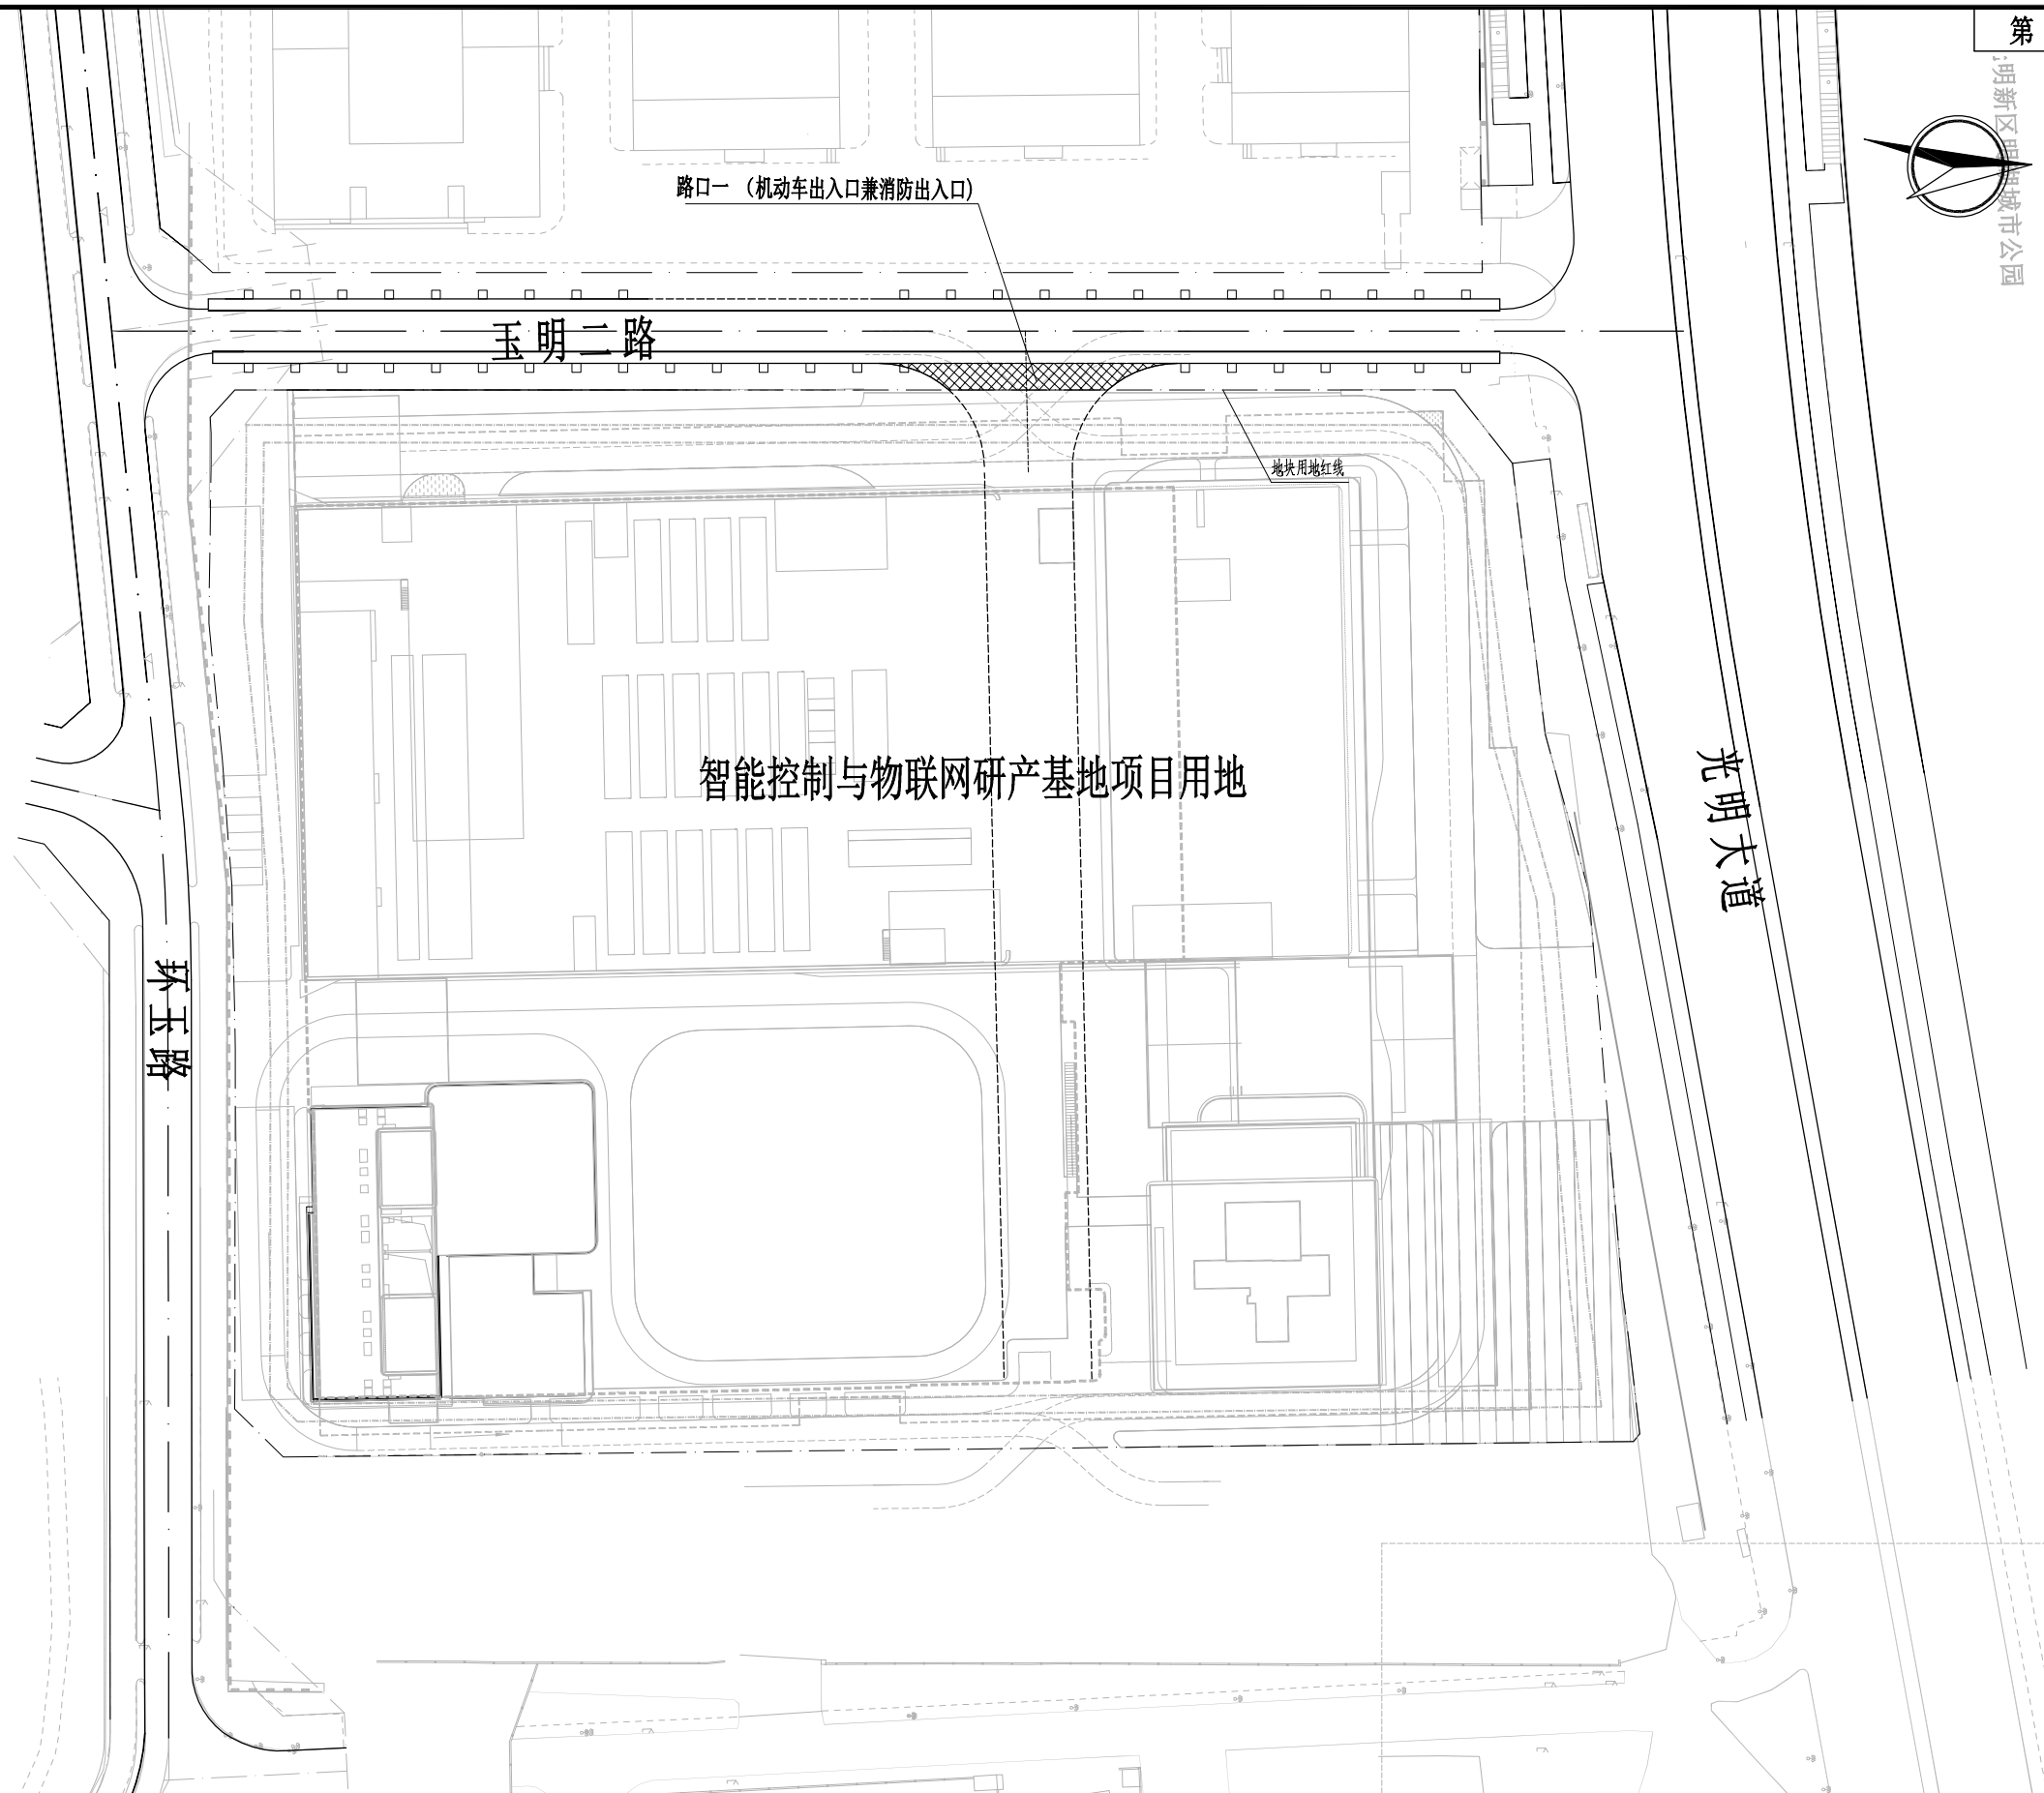 第
明新区明湖城市公园
路口一 （机动车出入口兼消防出入口）
玉明二路
地块用地红线
智能控制与物联网研产基地项目用地
光明大道
环玉路